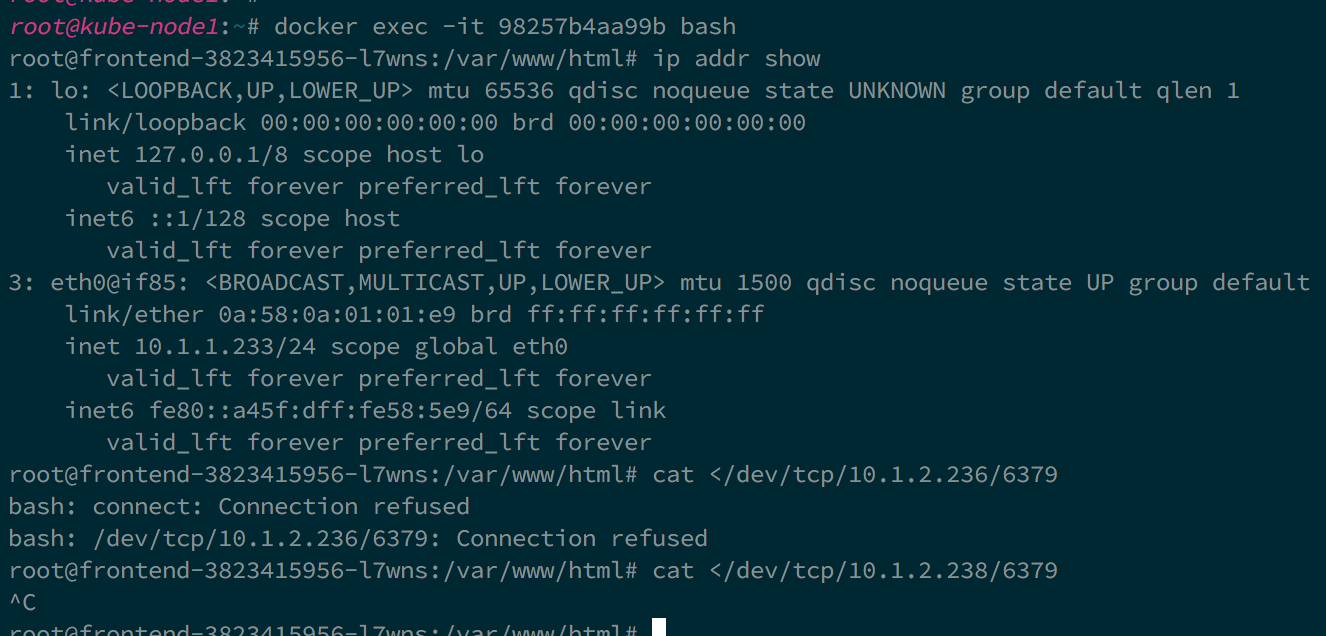 root@kube-node1:~#
root@kube-node1:~# docker exec -it 98257b4aa99b bash
root@frontend-3823415956-l7wns:/var/www/html# ip addr show
1: lo: <LOOPBACK,UP,LOWER_UP> mtu 65536 qdisc noqueue state UNKNOWN group default qlen 1
    link/loopback 00:00:00:00:00:00 brd 00:00:00:00:00:00
    inet 127.0.0.1/8 scope host lo
       valid_lft forever preferred_lft forever
    inet6 ::1/128 scope host
       valid_lft forever preferred_lft forever
3: eth0@if85: <BROADCAST,MULTICAST,UP,LOWER_UP> mtu 1500 qdisc noqueue state UP group default
    link/ether 0a:58:0a:01:01:e9 brd ff:ff:ff:ff:ff:ff
    inet 10.1.1.233/24 scope global eth0
       valid_lft forever preferred_lft forever
    inet6 fe80::a45f:dff:fe58:5e9/64 scope link
       valid_lft forever preferred_lft forever
root@frontend-3823415956-l7wns:/var/www/html# cat </dev/tcp/10.1.2.236/6379
bash: connect: Connection refused
bash: /dev/tcp/10.1.2.236/6379: Connection refused
root@frontend-3823415956-l7wns:/var/www/html# cat </dev/tcp/10.1.2.238/6379
^C
root@frontend-3823415956-l7wns:/var/www/html#